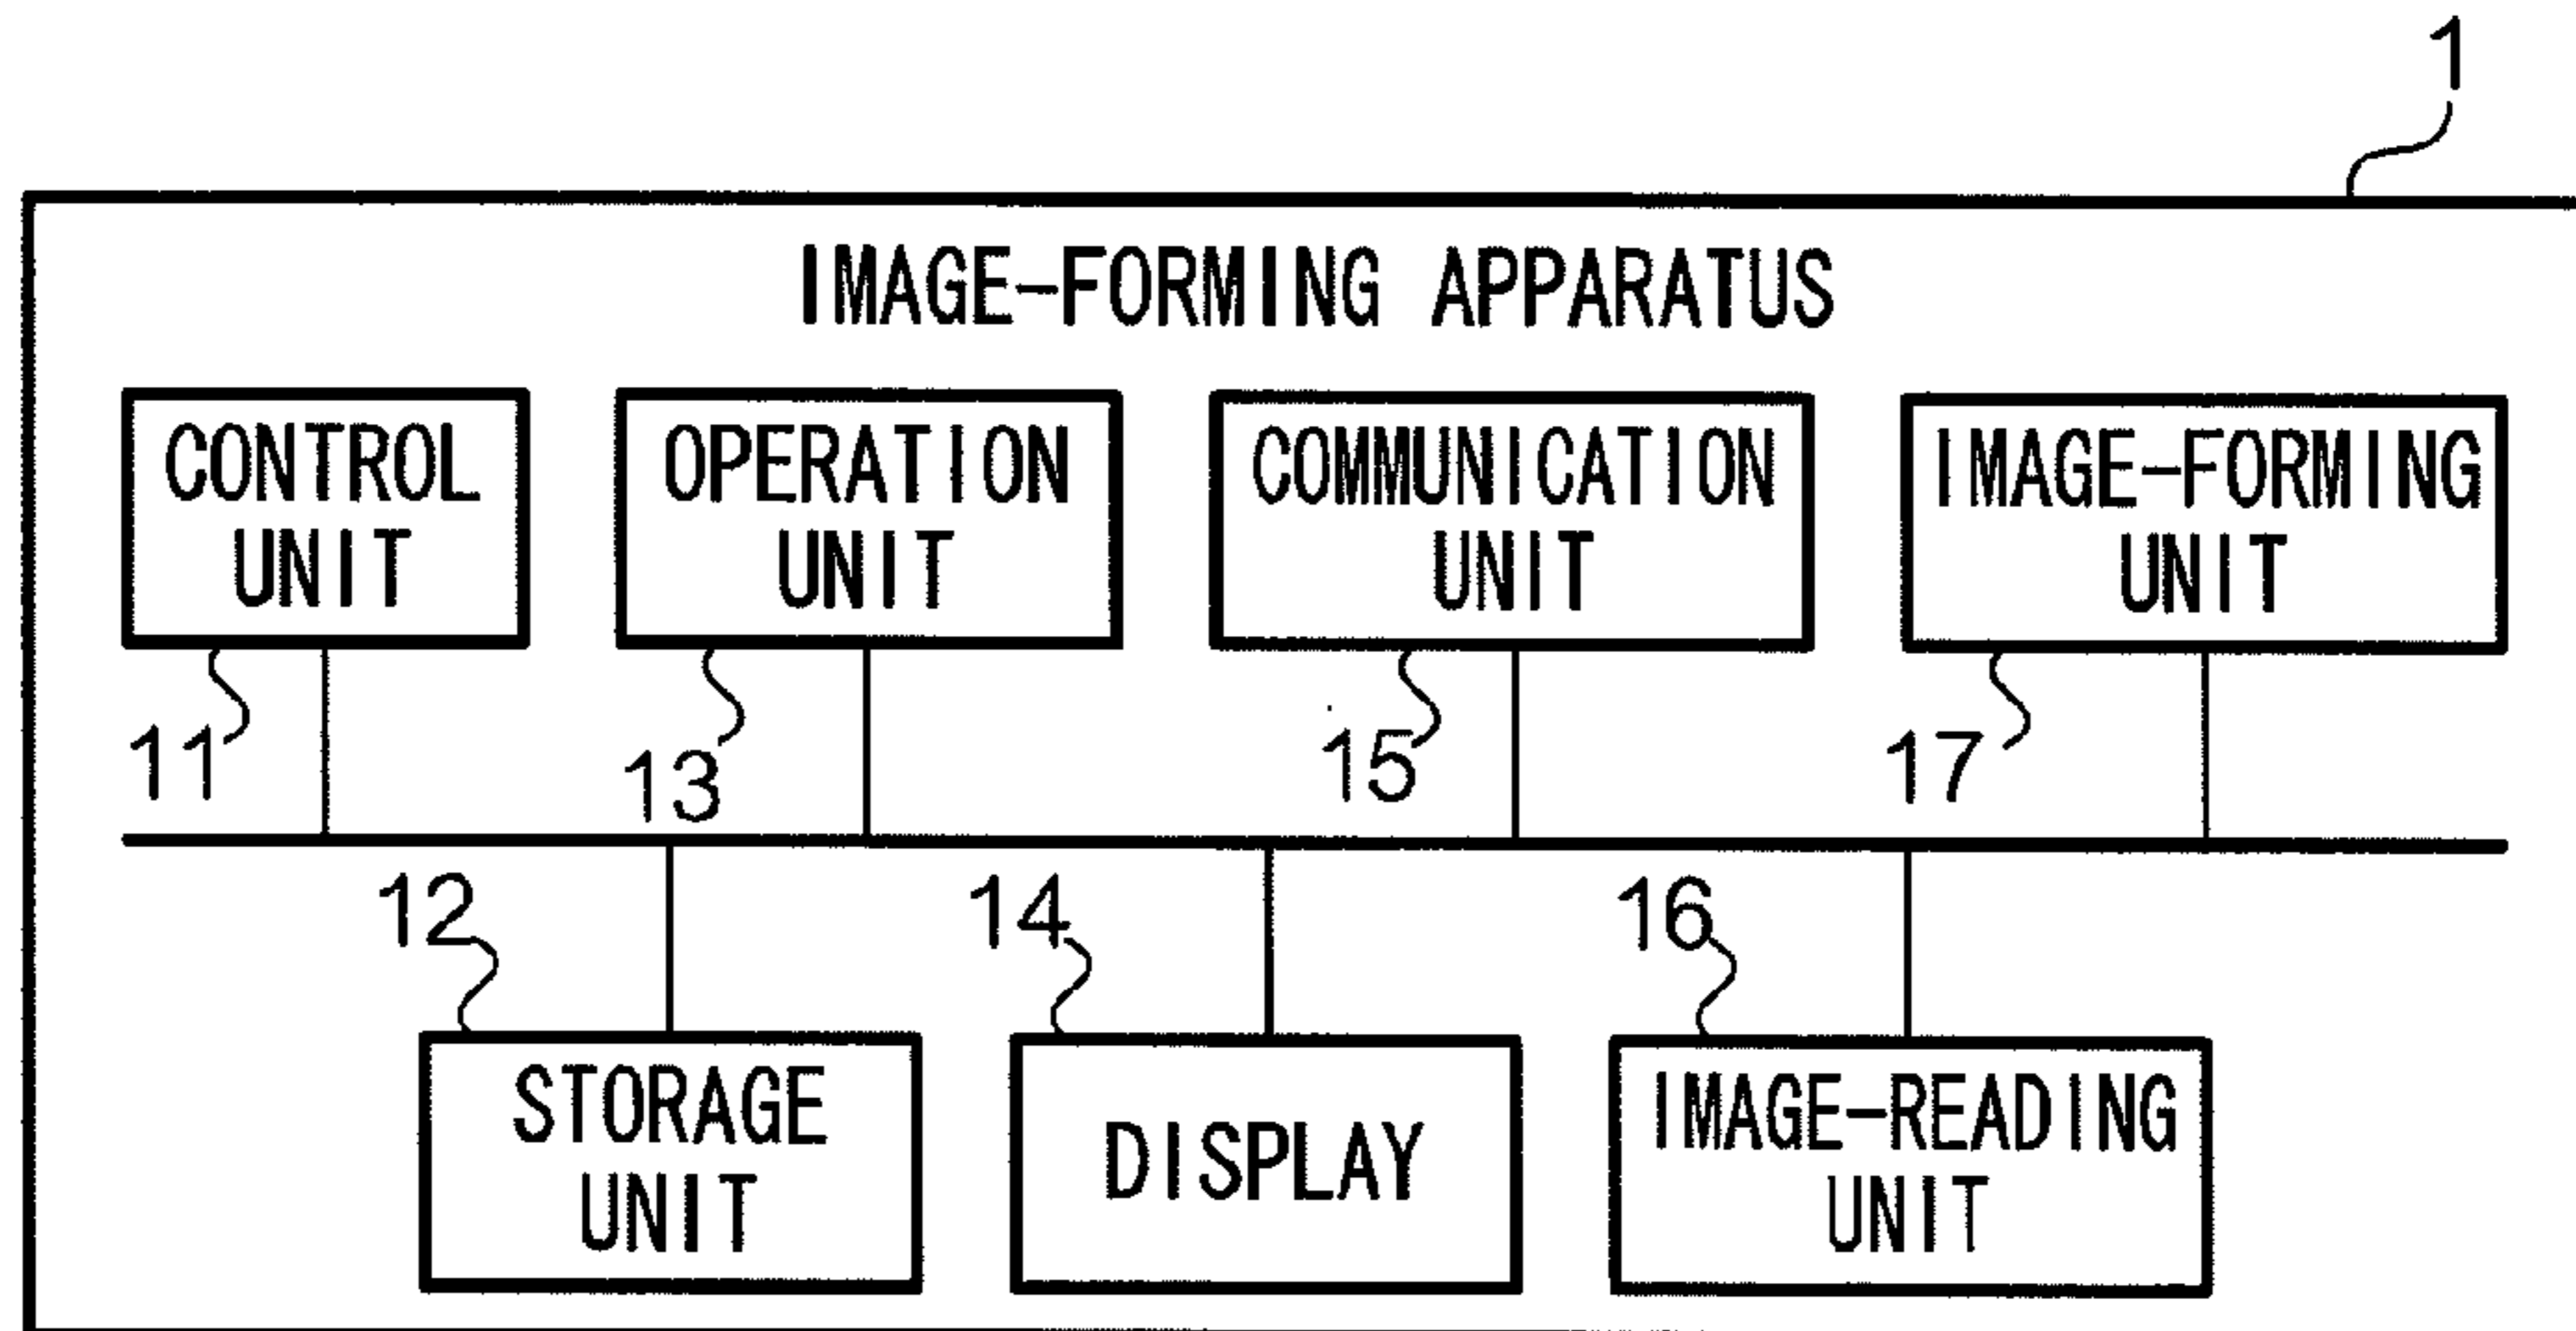 1
IMAGE-FORMING APPARATUS
CONTROL
UNIT
OPERATION
UNIT
COMMUNICATION
UNIT
IMAGE-FORMING
UNIT
11
13
15
17
12
14
16
STORAGE
UNIT
DISPLAY
IMAGE-READING
UNIT